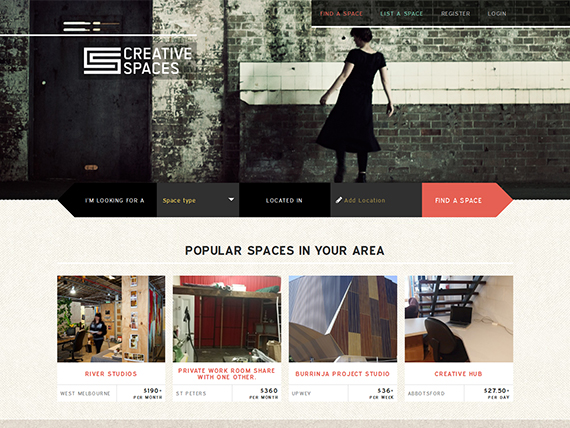 FIND A SPACE LIST A SPACE REGISTER LOGIN
CREATIVE
SPACES
I'M LOOKING FOR A Space type LOCATED IN Add Location FIND A SPACE
POPULAR SPACES IN YOUR AREA
RIVER STUDIOS
WEST MELBOURNE $190+
PER MONTH
PRIVATE WORK ROOM SHARE
WITH ONE OTHER.
ST PETERS $360
PER MONTH
BURRINJA PROJECT STUDIO
UPWEY $36+
PER WEEK
CREATIVE HUB
ABBOTSFORD $27.50+
PER DAY